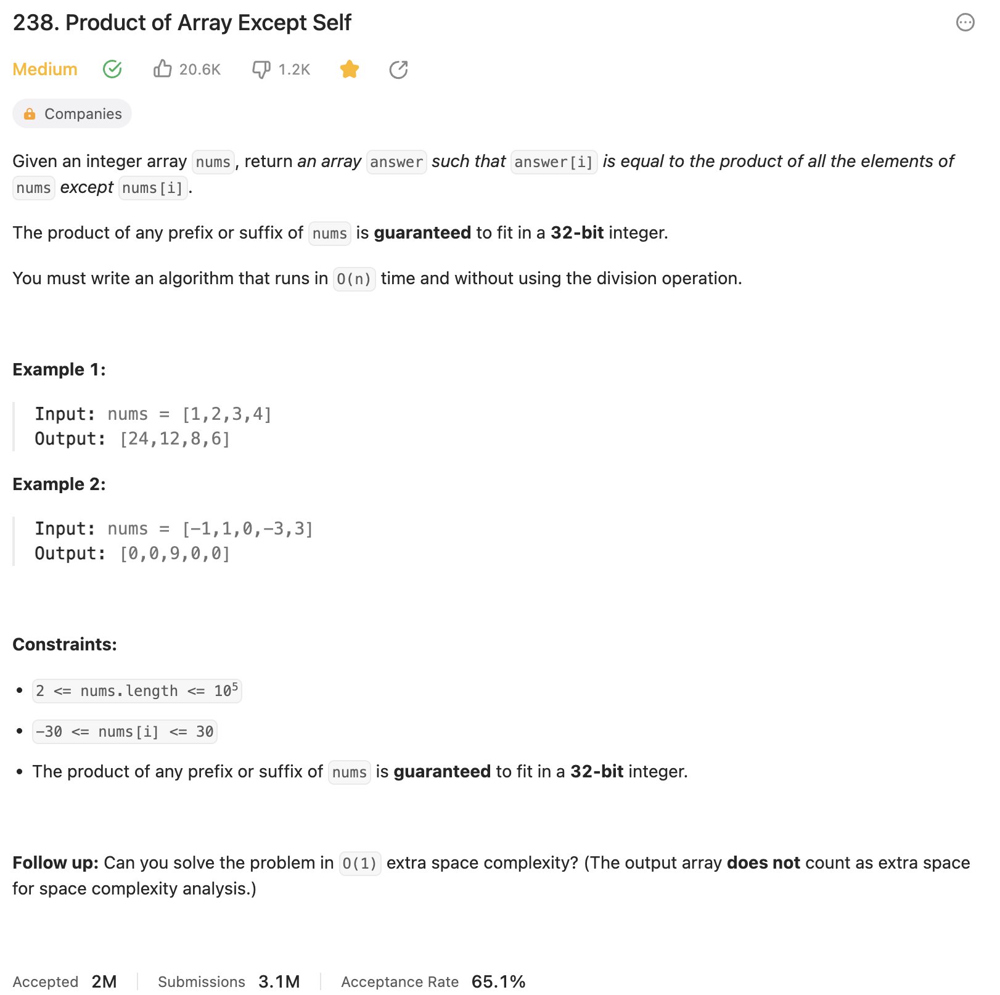 238. Product of Array Except Self
Medium 20.6K 1.2K
Companies
Given an integer array nums, return an array answer such that answer[i] is equal to the product of all the elements of
nums except nums[i].
The product of any prefix or suffix of nums is guaranteed to fit in a 32-bit integer.
You must write an algorithm that runs in O(n) time and without using the division operation.
Example 1:
Input: nums = [1,2,3,4]
Output: [24,12,8,6]
Example 2:
Input: nums = [-1,1,0,-3,3]
Output: [0,0,9,0,0]
Constraints:
• 2 <= nums.length <= 10⁵
• -30 <= nums[i] <= 30
• The product of any prefix or suffix of nums is guaranteed to fit in a 32-bit integer.
Follow up: Can you solve the problem in O(1) extra space complexity? (The output array does not count as extra space
for space complexity analysis.)
Accepted 2M Submissions 3.1M Acceptance Rate 65.1%